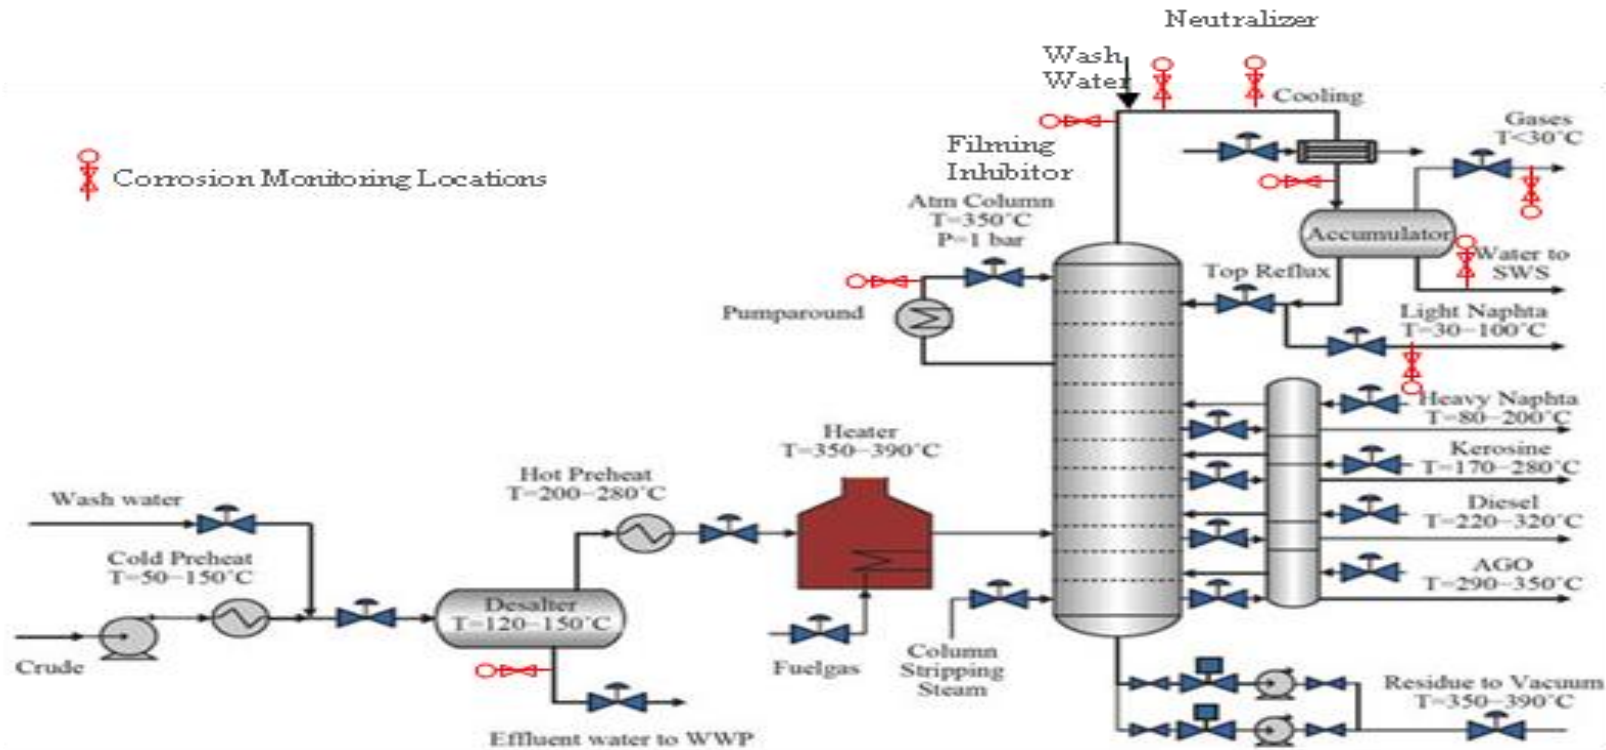 Neutralizer
Wash
Water
Cooling
Gases
T<30°C
Filming
Inhibitor
Corrosion Monitoring Locations
Atm Column
T=350°C
P=1 bar
Accumulator
Water to
SWS
Top Reflux
Pumparound
Light Naphta
T=30−100°C
Heavy Naphta
T=80−200°C
Heater
T=350−390°C
Kerosine
T=170−280°C
Hot Preheat
T=200−280°C
Wash water
Diesel
T=220−320°C
Cold Preheat
T=50−150°C
AGO
T=290−350°C
Desalter
T=120−150°C
Crude
Fuelgas
Column
Stripping
Steam
Residue to Vacuum
T=350−390°C
Effluent water to WWP